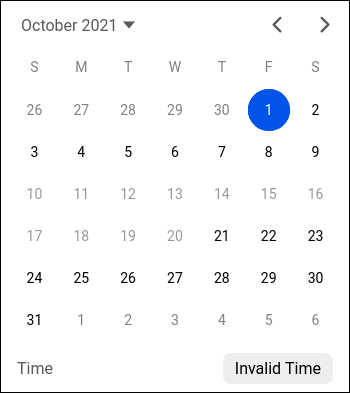 October 2021
S M T W T F S
26 27 28 29 30 1 2
3 4 5 6 7 8 9
10 11 12 13 14 15 16
17 18 19 20 21 22 23
24 25 26 27 28 29 30
31 1 2 3 4 5 6
Time Invalid Time